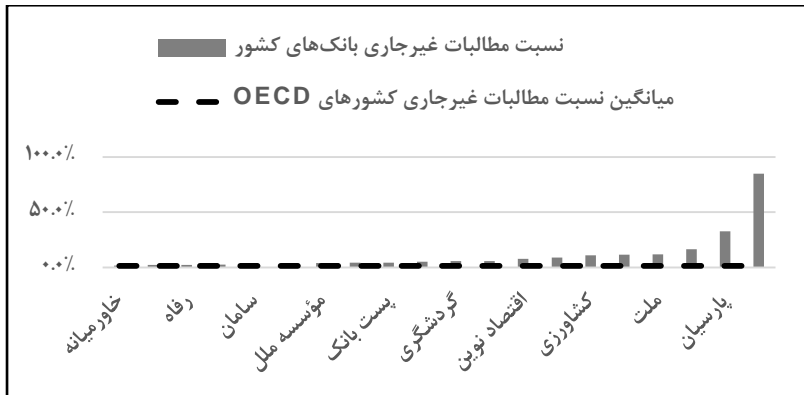 نسبت مطالبات غیرجاری بانک‌های کشور
میانگین نسبت مطالبات غیرجاری کشورهای OECD
۱۰۰.۰٪
۵۰.۰٪
۰.۰٪
خاورمیانه
رفاه
سامان
مؤسسه ملل
پست بانک
گردشگری
اقتصاد نوین
کشاورزی
ملت
پارسیان